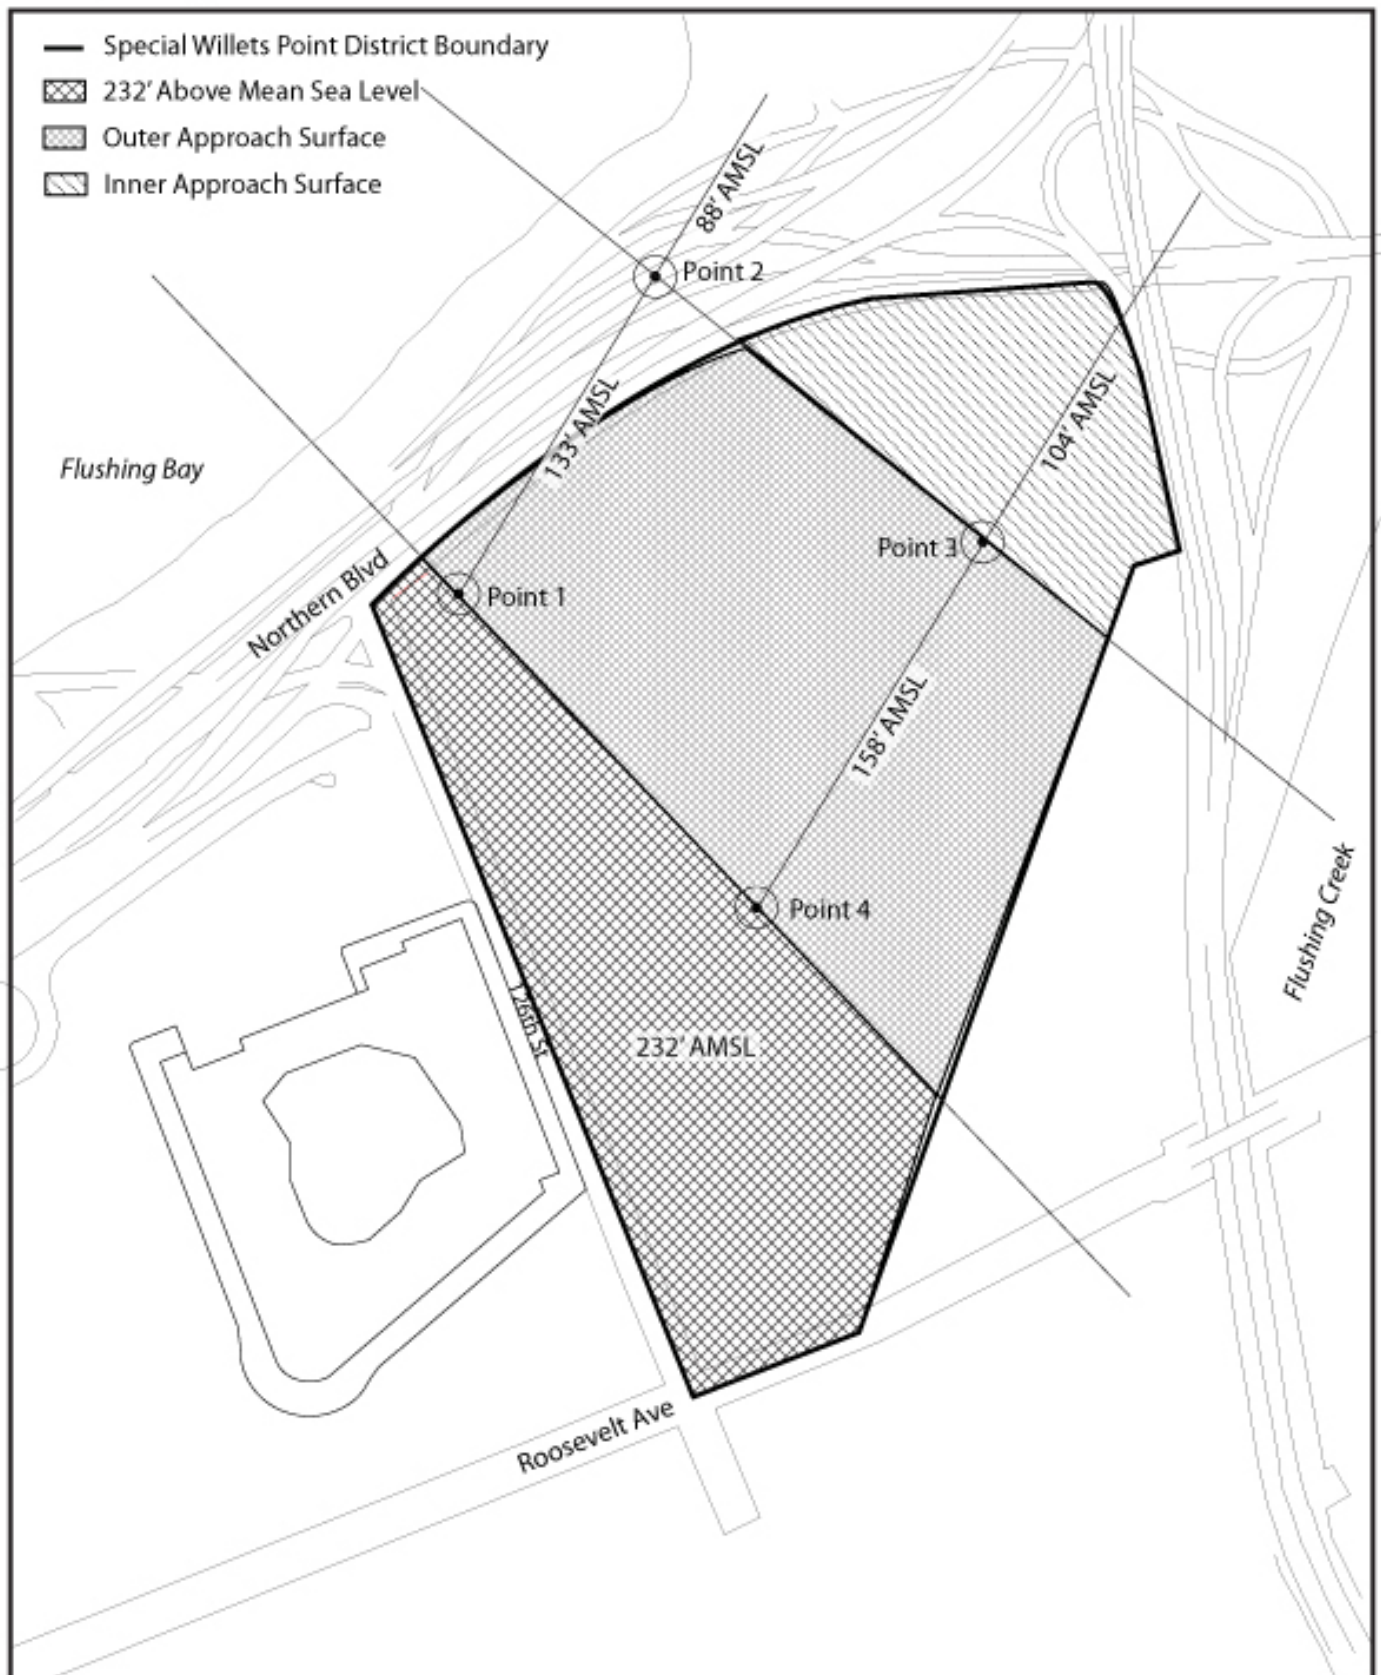 Special Willets Point District Boundary
232' Above Mean Sea Level
Outer Approach Surface
Inner Approach Surface
88' AMSL
Point 2
133' AMSL
104' AMSL
Flushing Bay
Point 3
Northern Blvd
Point 1
158' AMSL
Point 4
Flushing Creek
126th St
232' AMSL
Roosevelt Ave